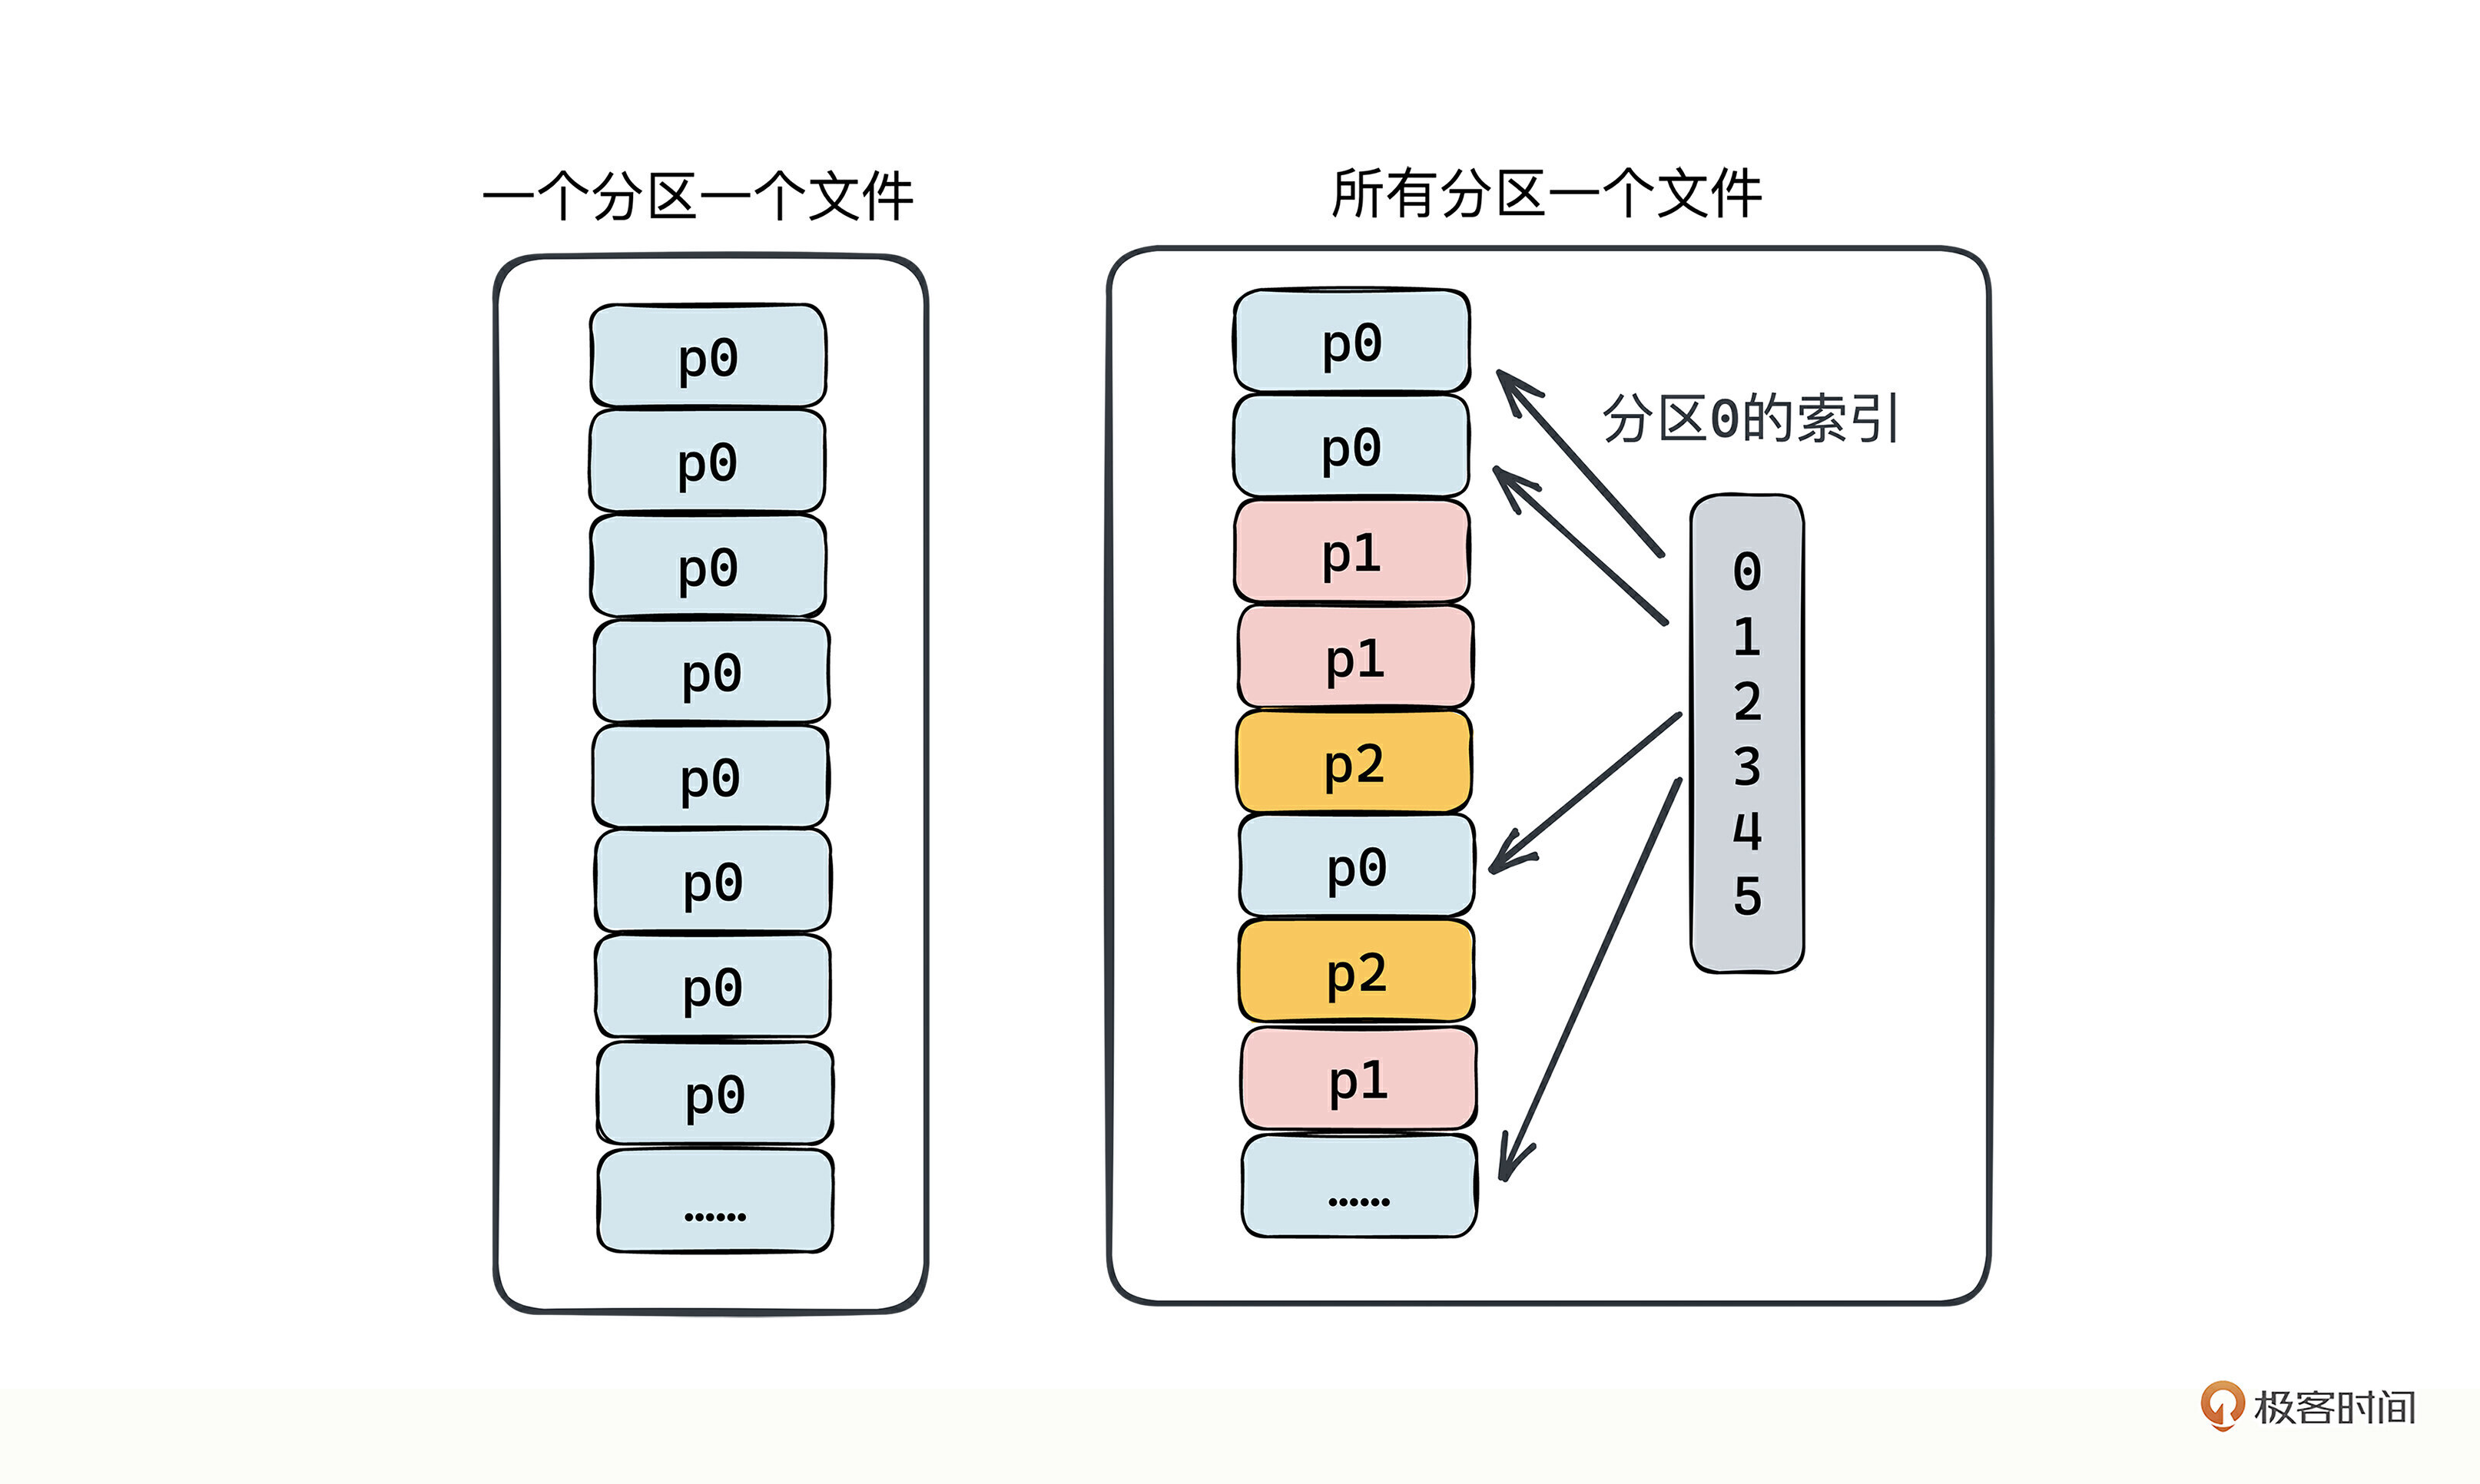 一个分区一个文件
p0
p0
p0
p0
p0
p0
p0
p0
......
所有分区一个文件
p0
p0
p1
p1
p2
p0
p2
p1
......
分区0的索引
0
1
2
3
4
5
极客时间